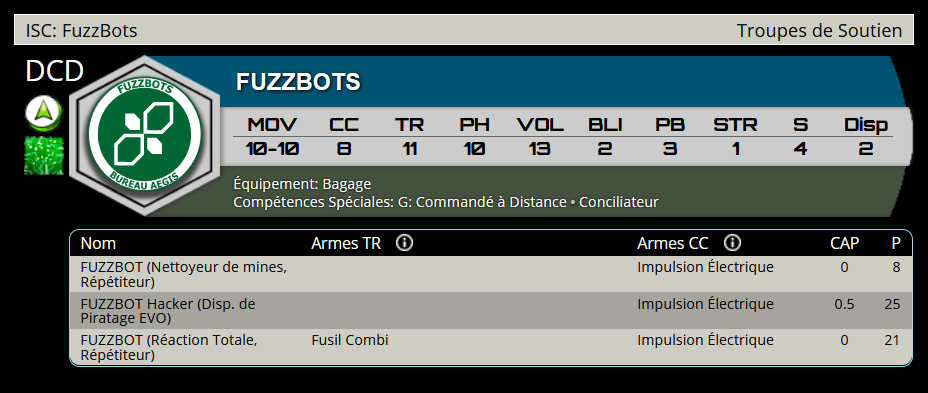 ISC: FuzzBots Troupes de Soutien
DCD
FUZZBOTS
BUREAU AEGIS
FUZZBOTS
MOV CC TR PH VOL BLI PB STR S Disp
10-10 8 11 10 13 2 3 1 4 2
Équipement: Bagage
Compétences Spéciales: G: Commandé à Distance • Conciliateur
Nom Armes TR Armes CC CAP P
FUZZBOT (Nettoyeur de mines, Répétiteur) Impulsion Électrique 0 8
FUZZBOT Hacker (Disp. de Piratage EVO) Impulsion Électrique 0.5 25
FUZZBOT (Réaction Totale, Répétiteur) Fusil Combi Impulsion Électrique 0 21